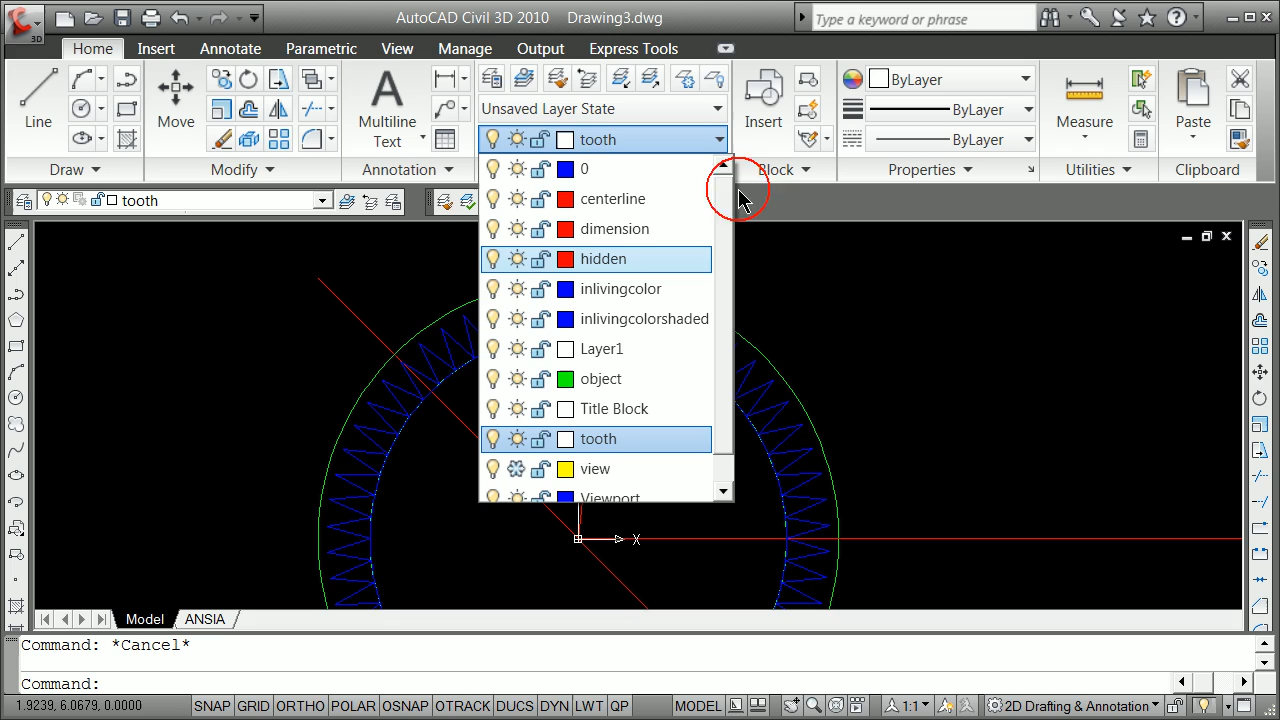 AutoCAD Civil 3D 2010 Drawing3.dwg
Type a keyword or phrase
3D
Home Insert Annotate Parametric View Manage Output Express Tools
Line
Move
Multiline
Text
Unsaved Layer State
tooth
Insert
ByLayer
ByLayer
ByLayer
Measure
Paste
Draw Modify Annotation Block Properties Utilities Clipboard
tooth
0
centerline
dimension
hidden
inlivingcolor
inlivingcolorshaded
Layer1
object
Title Block
tooth
view
Viewport
X
Model ANSIA
Command: *Cancel*
Command:
1.9239, 6.0679, 0.0000 SNAP GRID ORTHO POLAR OSNAP OTRACK DUCS DYN LWT QP MODEL 1:1 2D Drafting & Annotation